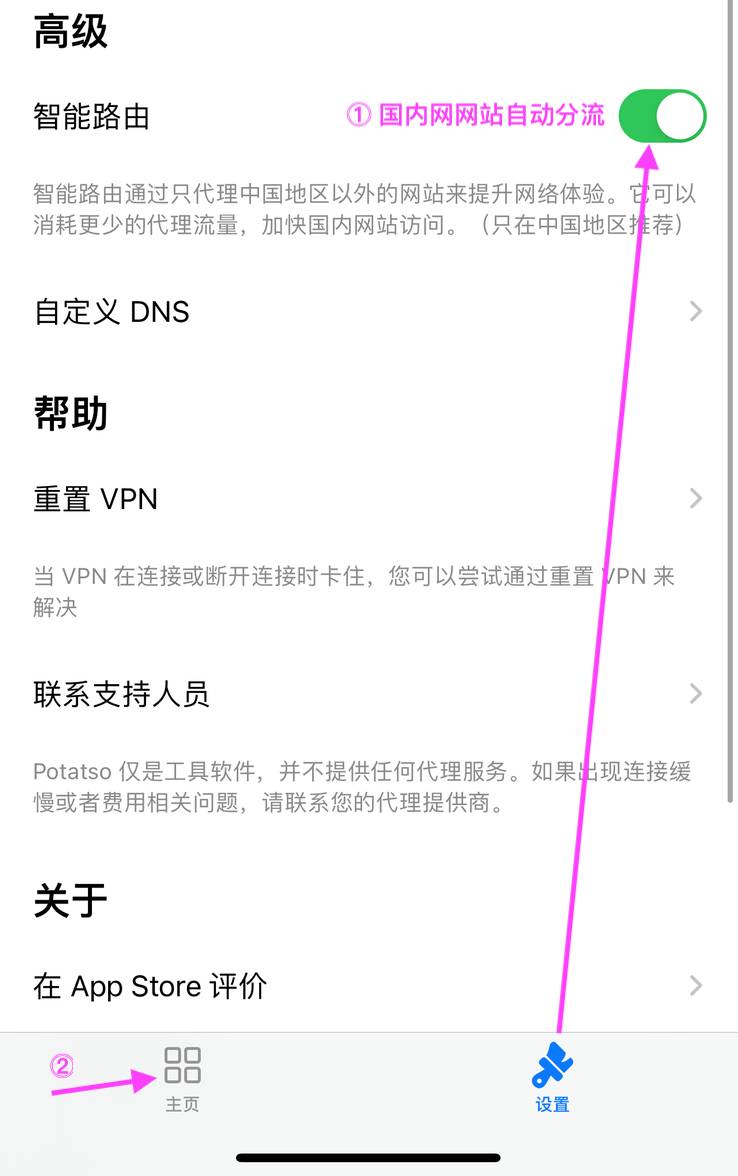 高级
智能路由
① 国内网网站自动分流
智能路由通过只代理中国地区以外的网站来提升网络体验。它可以
消耗更少的代理流量，加快国内网站访问。（只在中国地区推荐）
自定义 DNS
帮助
重置 VPN
当 VPN 在连接或断开连接时卡住，您可以尝试通过重置 VPN 来
解决
联系支持人员
Potatso 仅是工具软件，并不提供任何代理服务。如果出现连接缓
慢或者费用相关问题，请联系您的代理提供商。
关于
在 App Store 评价
②
主页
设置